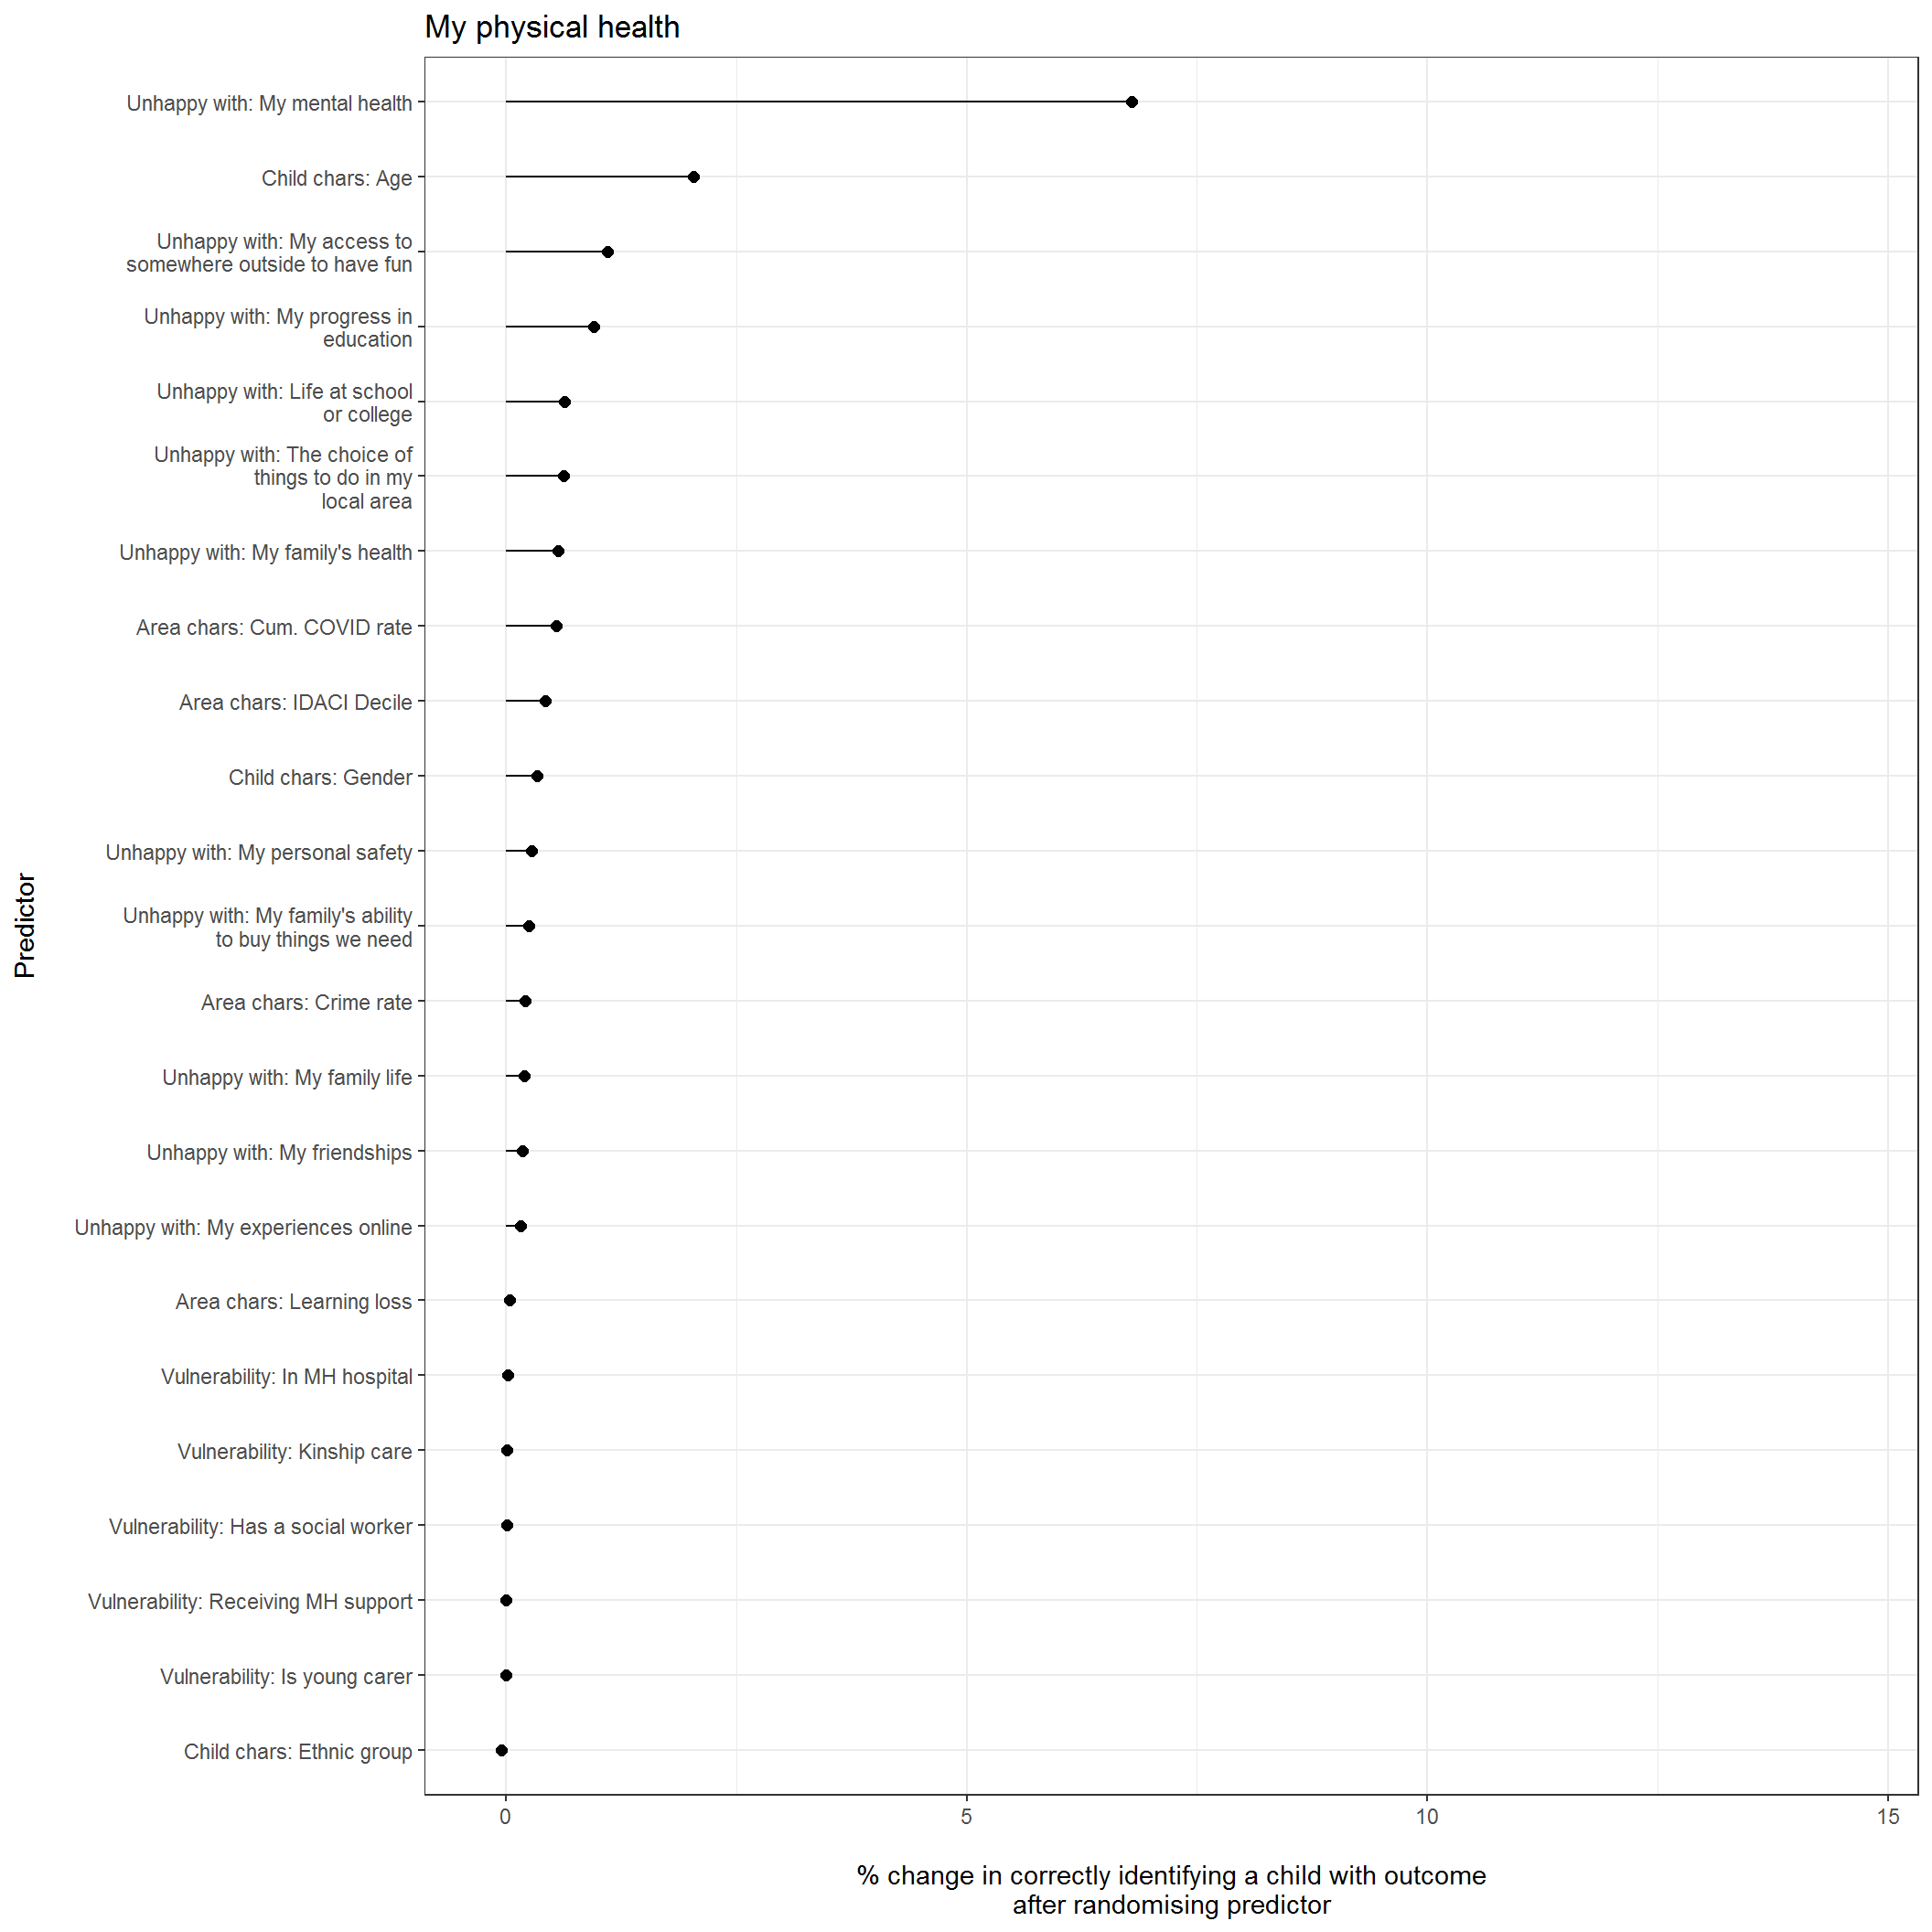 My physical health
Unhappy with: My mental health
Child chars: Age
Unhappy with: My access to
somewhere outside to have fun
Unhappy with: My progress in
education
Unhappy with: Life at school
or college
Unhappy with: The choice of
things to do in my
local area
Unhappy with: My family's health
Area chars: Cum. COVID rate
Area chars: IDACI Decile
Child chars: Gender
Unhappy with: My personal safety
Unhappy with: My family's ability
to buy things we need
Area chars: Crime rate
Unhappy with: My family life
Unhappy with: My friendships
Unhappy with: My experiences online
Area chars: Learning loss
Vulnerability: In MH hospital
Vulnerability: Kinship care
Vulnerability: Has a social worker
Vulnerability: Receiving MH support
Vulnerability: Is young carer
Child chars: Ethnic group
Predictor
0 5 10 15
% change in correctly identifying a child with outcome
after randomising predictor